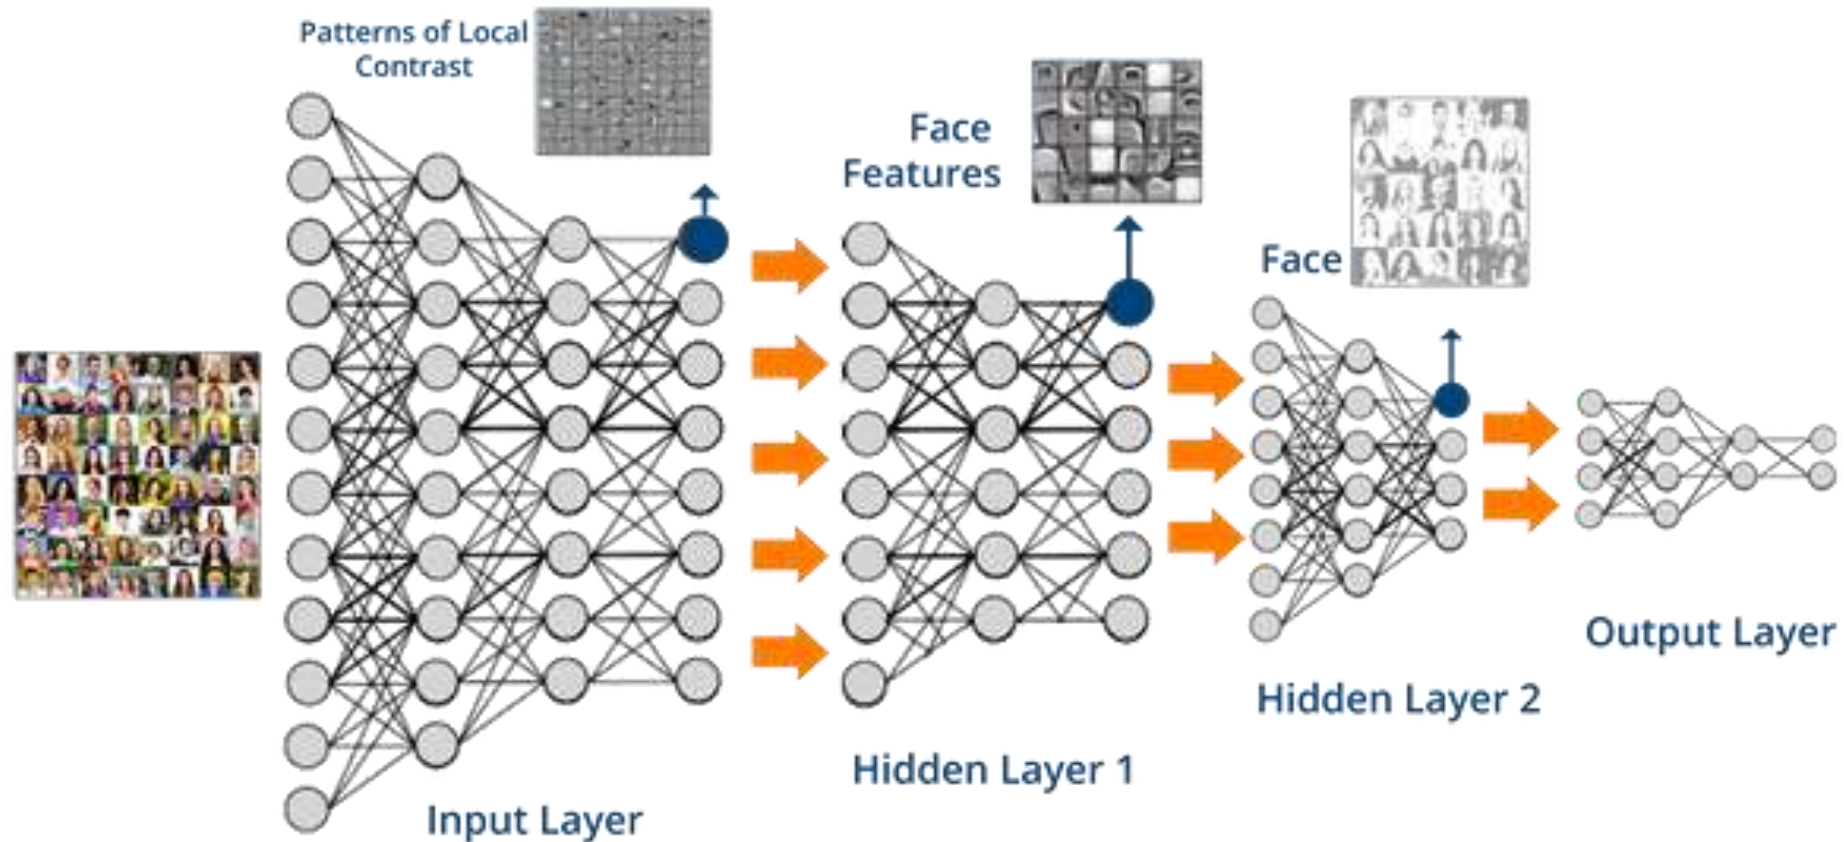 Patterns of Local
Contrast
Face
Features
Face
Input Layer
Hidden Layer 1
Hidden Layer 2
Output Layer